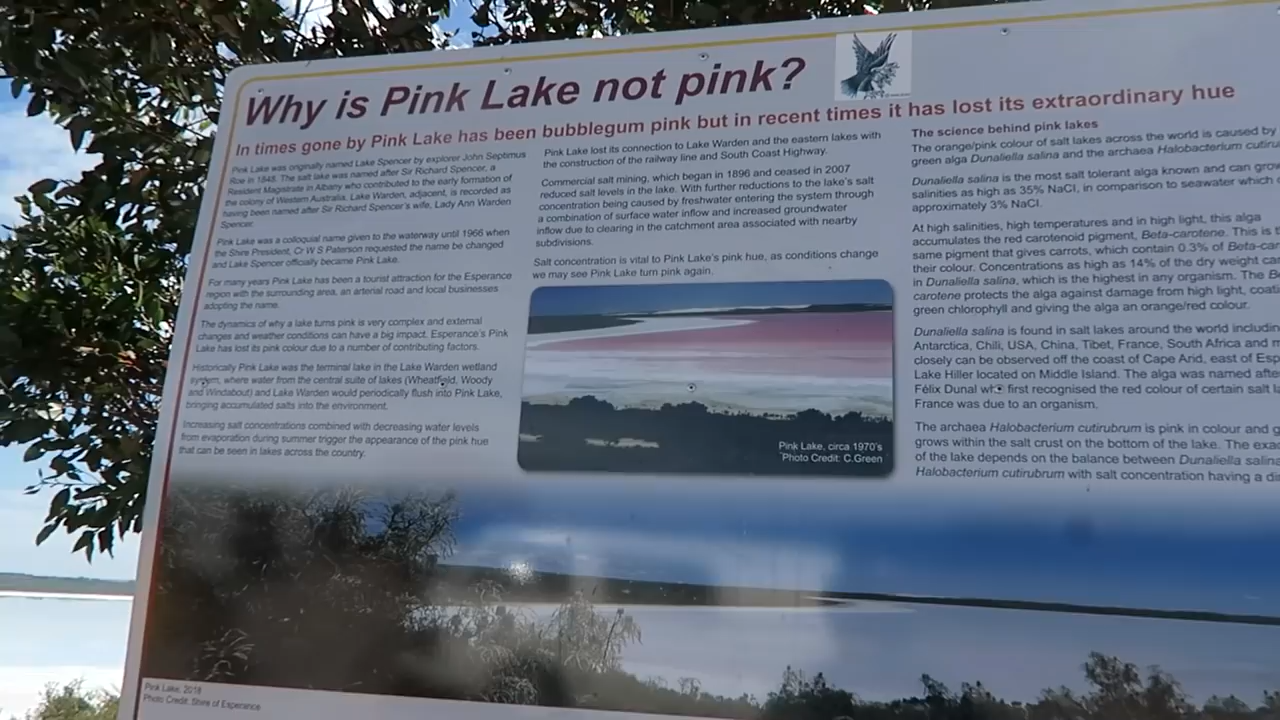 Why is Pink Lake not pink?
In times gone by Pink Lake has been bubblegum pink but in recent times it has lost its extraordinary hue
Pink Lake was originally named Lake Spencer by explorer John Septimus
Roe in 1848. The salt lake was named after Sir Richard Spencer, a
Resident Magistrate in Albany who contributed to the early formation of
the colony of Western Australia. Lake Warden, adjacent, is recorded as
having been named after Sir Richard Spencer's wife, Lady Ann Warden
Spencer.
Pink Lake was a colloquial name given to the waterway until 1966 when
the Shire President, Cr W S Paterson requested the name be changed
and Lake Spencer officially became Pink Lake.
For many years Pink Lake has been a tourist attraction for the Esperance
region with the surrounding area, an arterial road and local businesses
adopting the name.
The dynamics of why a lake turns pink is very complex and external
changes and weather conditions can have a big impact. Esperance's Pink
Lake has lost its pink colour due to a number of contributing factors.
Historically Pink Lake was the terminal lake in the Lake Warden wetland
system, where water from the central suite of lakes (Wheatfield, Woody
and Windabout) and Lake Warden would periodically flush into Pink Lake,
bringing accumulated salts into the environment.
Increasing salt concentrations combined with decreasing water levels
from evaporation during summer trigger the appearance of the pink hue
that can be seen in lakes across the country.
Pink Lake lost its connection to Lake Warden and the eastern lakes with
the construction of the railway line and South Coast Highway.
Commercial salt mining, which began in 1896 and ceased in 2007
reduced salt levels in the lake. With further reductions to the lake's salt
concentration being caused by freshwater entering the system through
a combination of surface water inflow and increased groundwater
inflow due to clearing in the catchment area associated with nearby
subdivisions.
Salt concentration is vital to Pink Lake's pink hue, as conditions change
we may see Pink Lake turn pink again.
Pink Lake, circa 1970's
Photo Credit: C.Green
The science behind pink lakes
The orange/pink colour of salt lakes across the world is caused by
green alga Dunaliella salina and the archaea Halobacterium cutiru
Dunaliella salina is the most salt tolerant alga known and can grow
salinities as high as 35% NaCl, in comparison to seawater which
approximately 3% NaCl.
At high salinities, high temperatures and in high light, this alga
accumulates the red carotenoid pigment, Beta-carotene. This is t
same pigment that gives carrots, which contain 0.3% of Beta-car
their colour. Concentrations as high as 14% of the dry weight can
in Dunaliella salina, which is the highest in any organism. The B
carotene protects the alga against damage from high light, coati
green chlorophyll and giving the alga an orange/red colour.
Dunaliella salina is found in salt lakes around the world includin
Antarctica, Chili, USA, China, Tibet, France, South Africa and m
closely can be observed off the coast of Cape Arid, east of Esp
Lake Hiller located on Middle Island. The alga was named afte
Félix Dunal who first recognised the red colour of certain salt l
France was due to an organism.
The archaea Halobacterium cutirubrum is pink in colour and g
grows within the salt crust on the bottom of the lake. The exac
of the lake depends on the balance between Dunaliella salina
Halobacterium cutirubrum with salt concentration having a di
Pink Lake, 2018
Photo Credit: Shire of Esperance